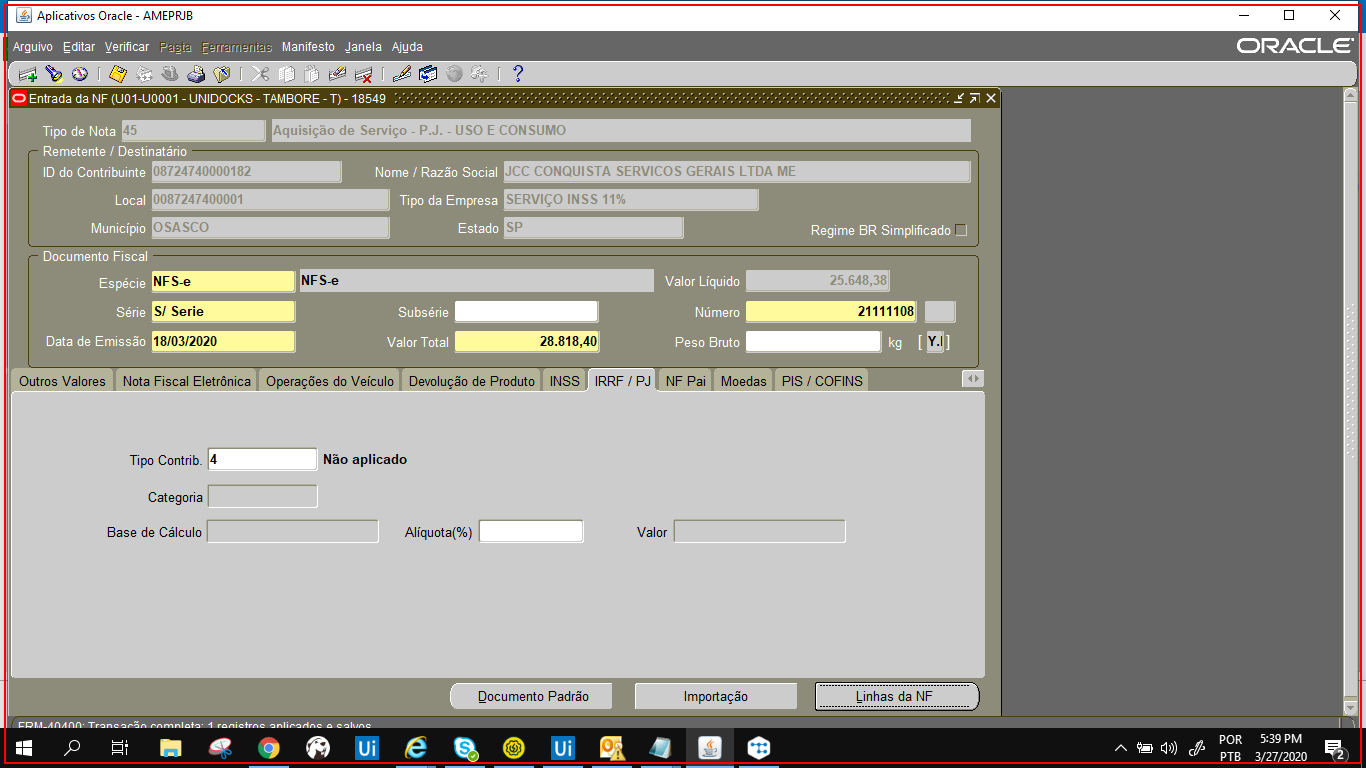 Aplicativos Oracle - AMEPRJB
Arquivo Editar Verificar Pasta Ferramentas Manifesto Janela Ajuda
ORACLE
Entrada da NF (U01-U0001 - UNIDOCKS - TAMBORE - T) - 18549
Tipo de Nota 45 Aquisição de Serviço - P.J. - USO E CONSUMO
Remetente / Destinatário
ID do Contribuinte 08724740000182 Nome / Razão Social JCC CONQUISTA SERVICOS GERAIS LTDA ME
Local 0087247400001 Tipo da Empresa SERVIÇO INSS 11%
Município OSASCO Estado SP Regime BR Simplificado
Documento Fiscal
Espécie NFS-e NFS-e Valor Líquido 25.648,38
Série S/ Serie Subsérie Número 21111108
Data de Emissão 18/03/2020 Valor Total 28.818,40 Peso Bruto kg [ Y. ]
Outros Valores Nota Fiscal Eletrônica Operações do Veículo Devolução de Produto INSS IRRF / PJ NF Pai Moedas PIS / COFINS
Tipo Contrib. 4 Não aplicado
Categoria
Base de Cálculo Alíquota(%) Valor
Documento Padrão Importação Linhas da NF
FRM-40400: Transação completa: 1 registros aplicados e salvos
Ui Ui POR 5:39 PM
PTB 3/27/2020 2